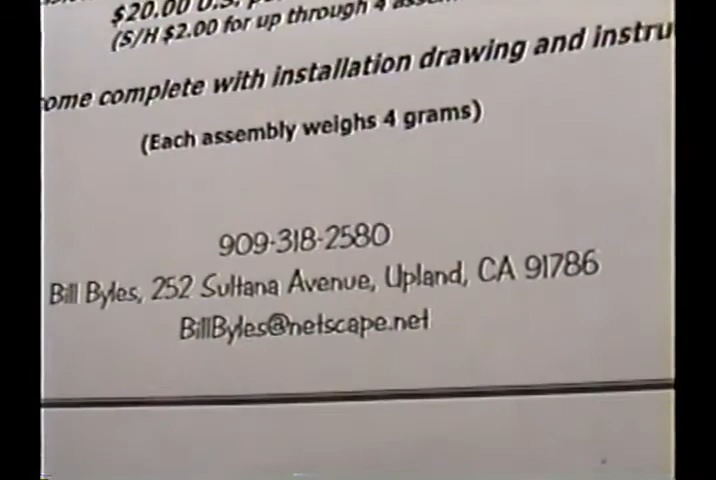 $20.00 U.S.
(S/H $2.00 for up through 4
ome complete with installation drawing and instru
(Each assembly weighs 4 grams)
909-318-2580
Bill Byles, 252 Sultana Avenue, Upland, CA 91786
BillByles@netscape.net